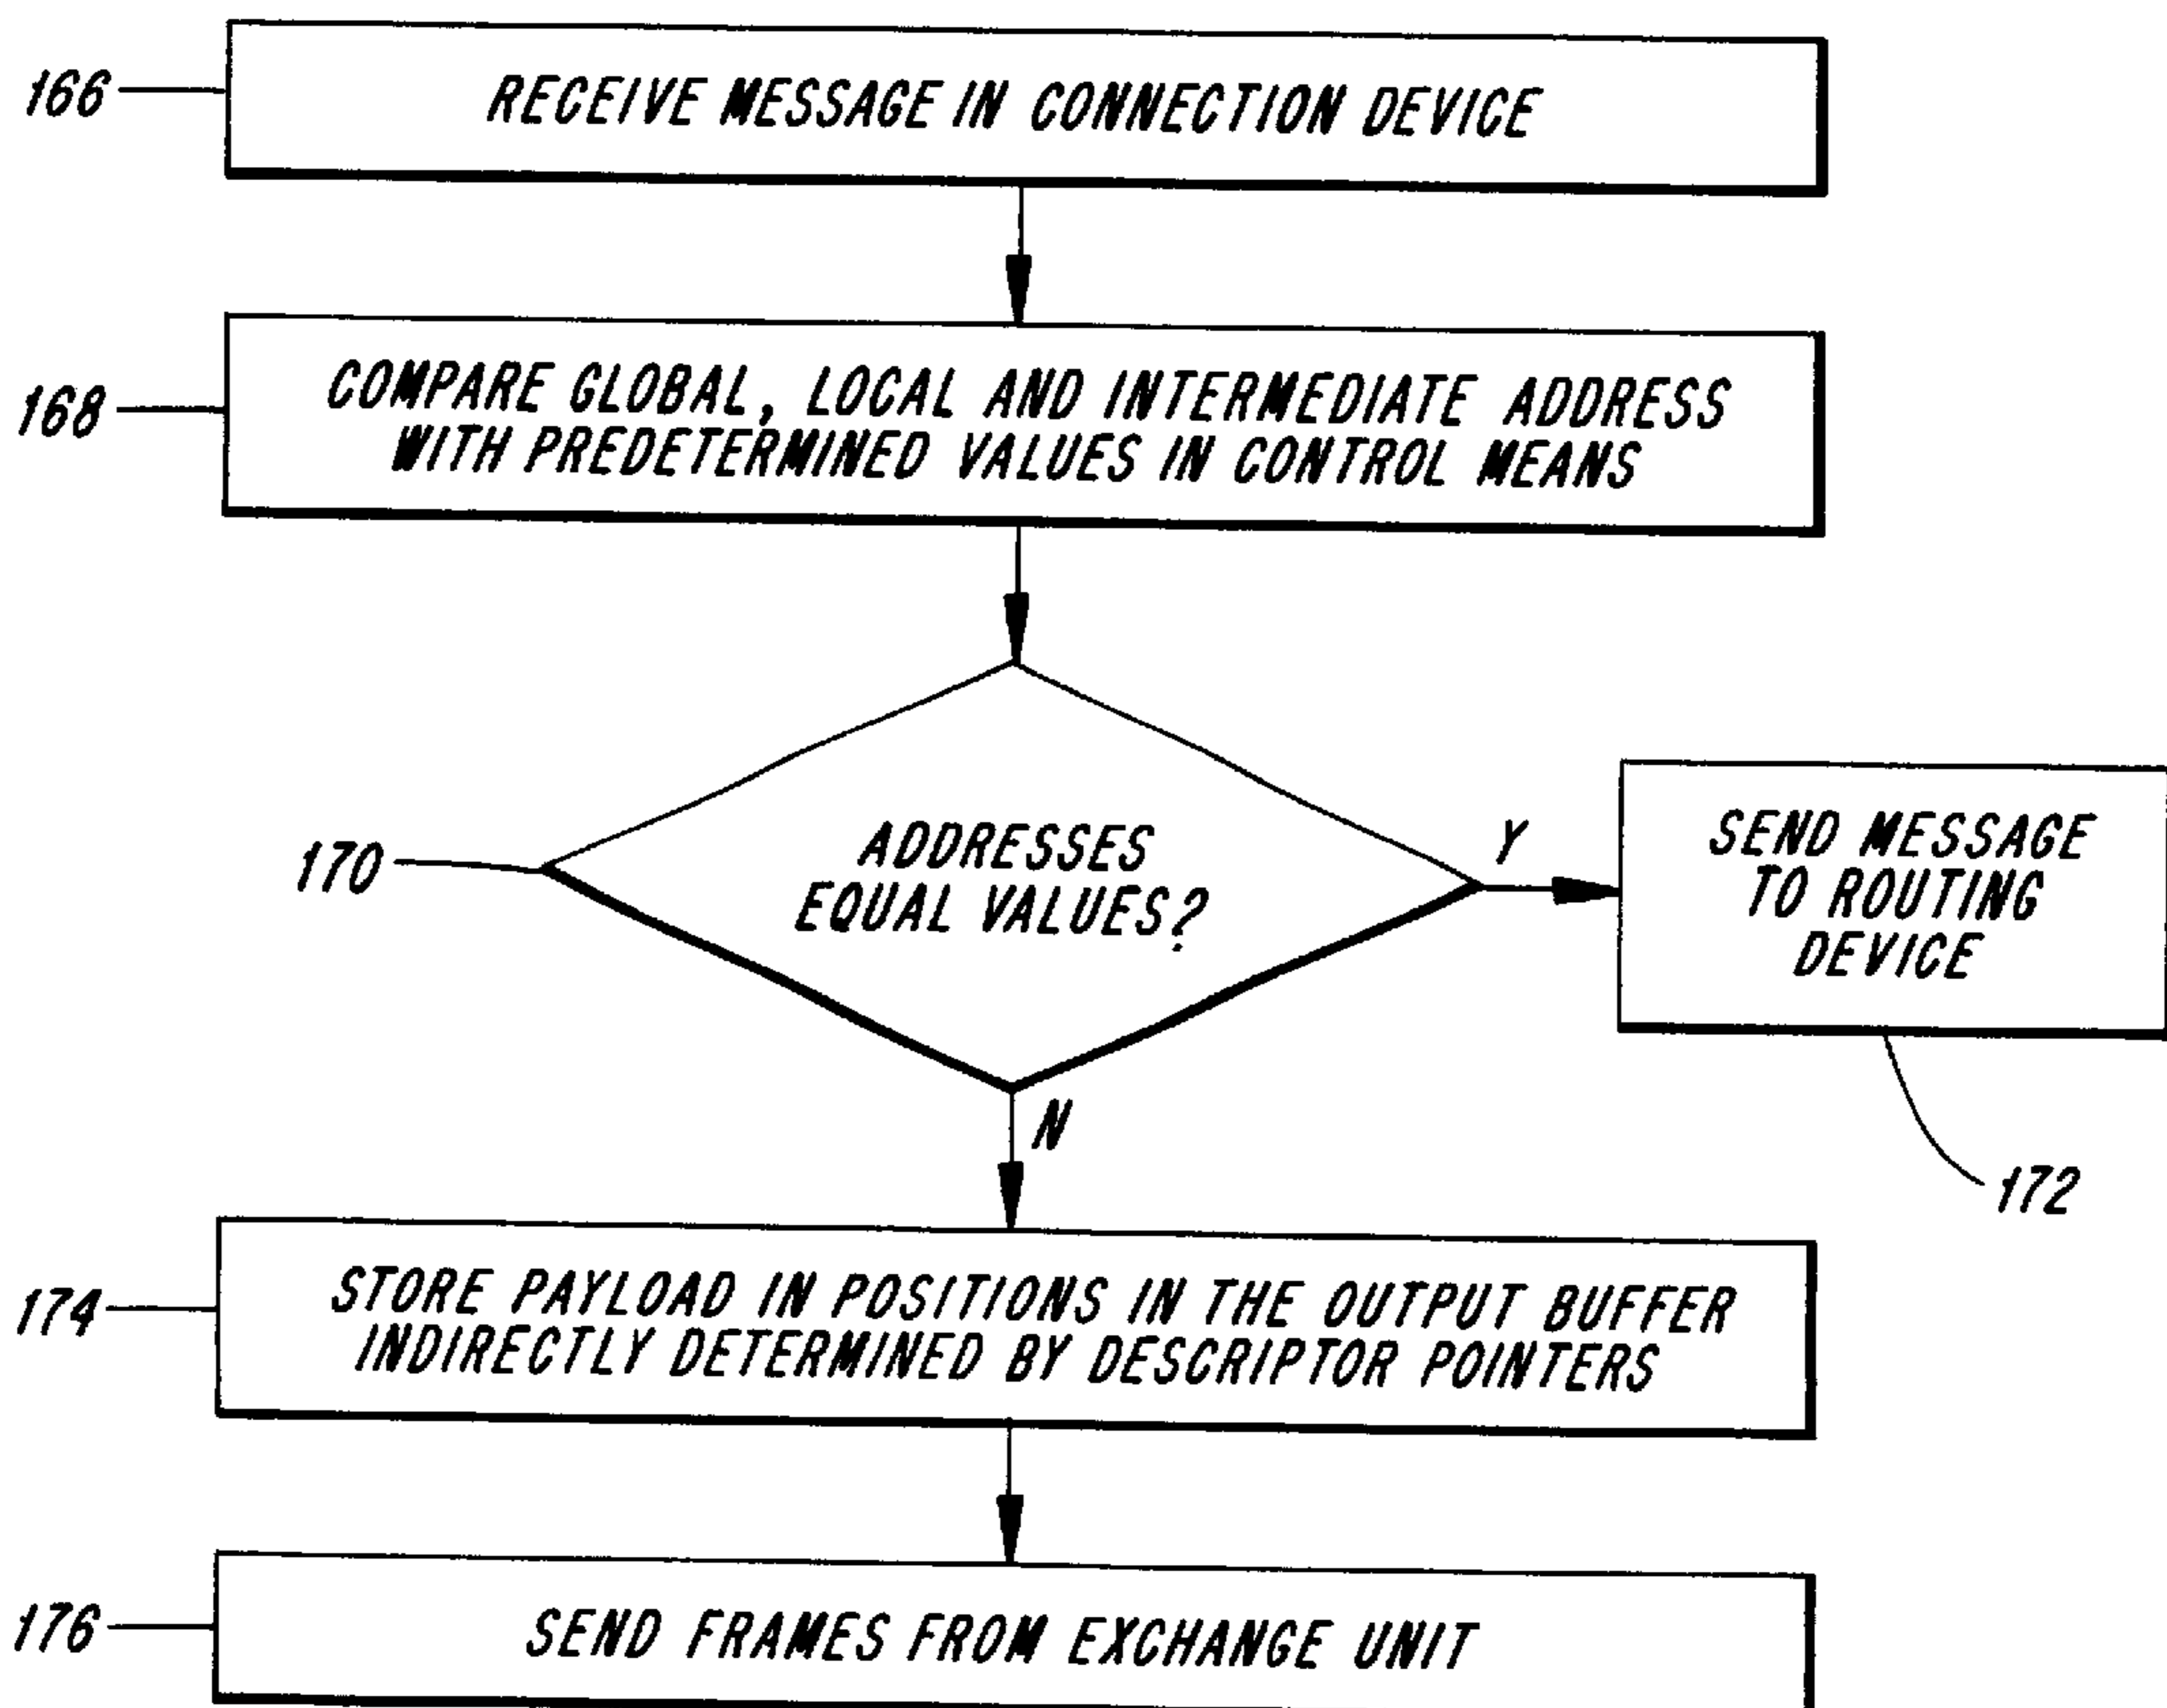 166
RECEIVE MESSAGE IN CONNECTION DEVICE
168
COMPARE GLOBAL, LOCAL AND INTERMEDIATE ADDRESS
WITH PREDETERMINED VALUES IN CONTROL MEANS
170
ADDRESSES
EQUAL VALUES?
Y
SEND MESSAGE
TO ROUTING
DEVICE
172
N
174
STORE PAYLOAD IN POSITIONS IN THE OUTPUT BUFFER
INDIRECTLY DETERMINED BY DESCRIPTOR POINTERS
176
SEND FRAMES FROM EXCHANGE UNIT